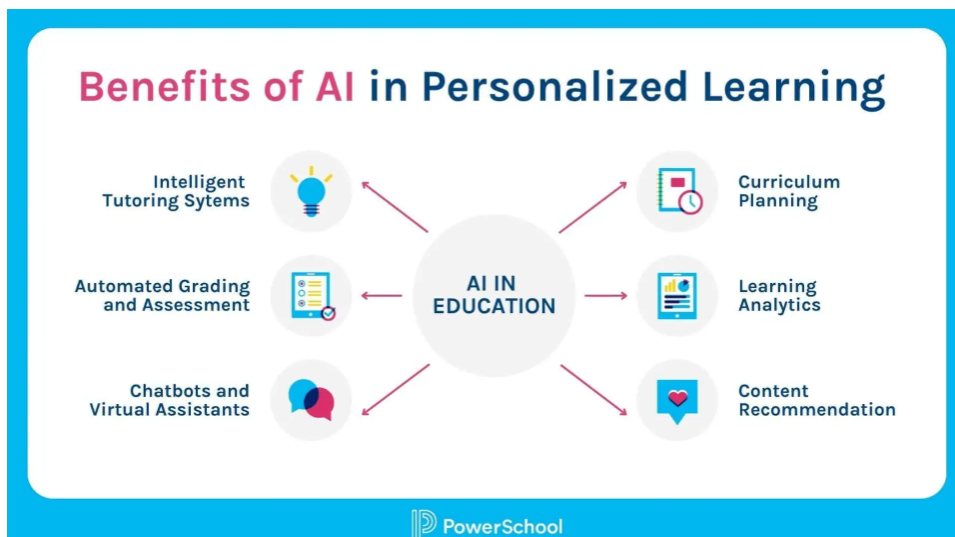 Benefits of AI in Personalized Learning
Intelligent
Tutoring Sytems
Automated Grading
and Assessment
Chatbots and
Virtual Assistants
AI IN
EDUCATION
Curriculum
Planning
Learning
Analytics
Content
Recommendation
PowerSchool